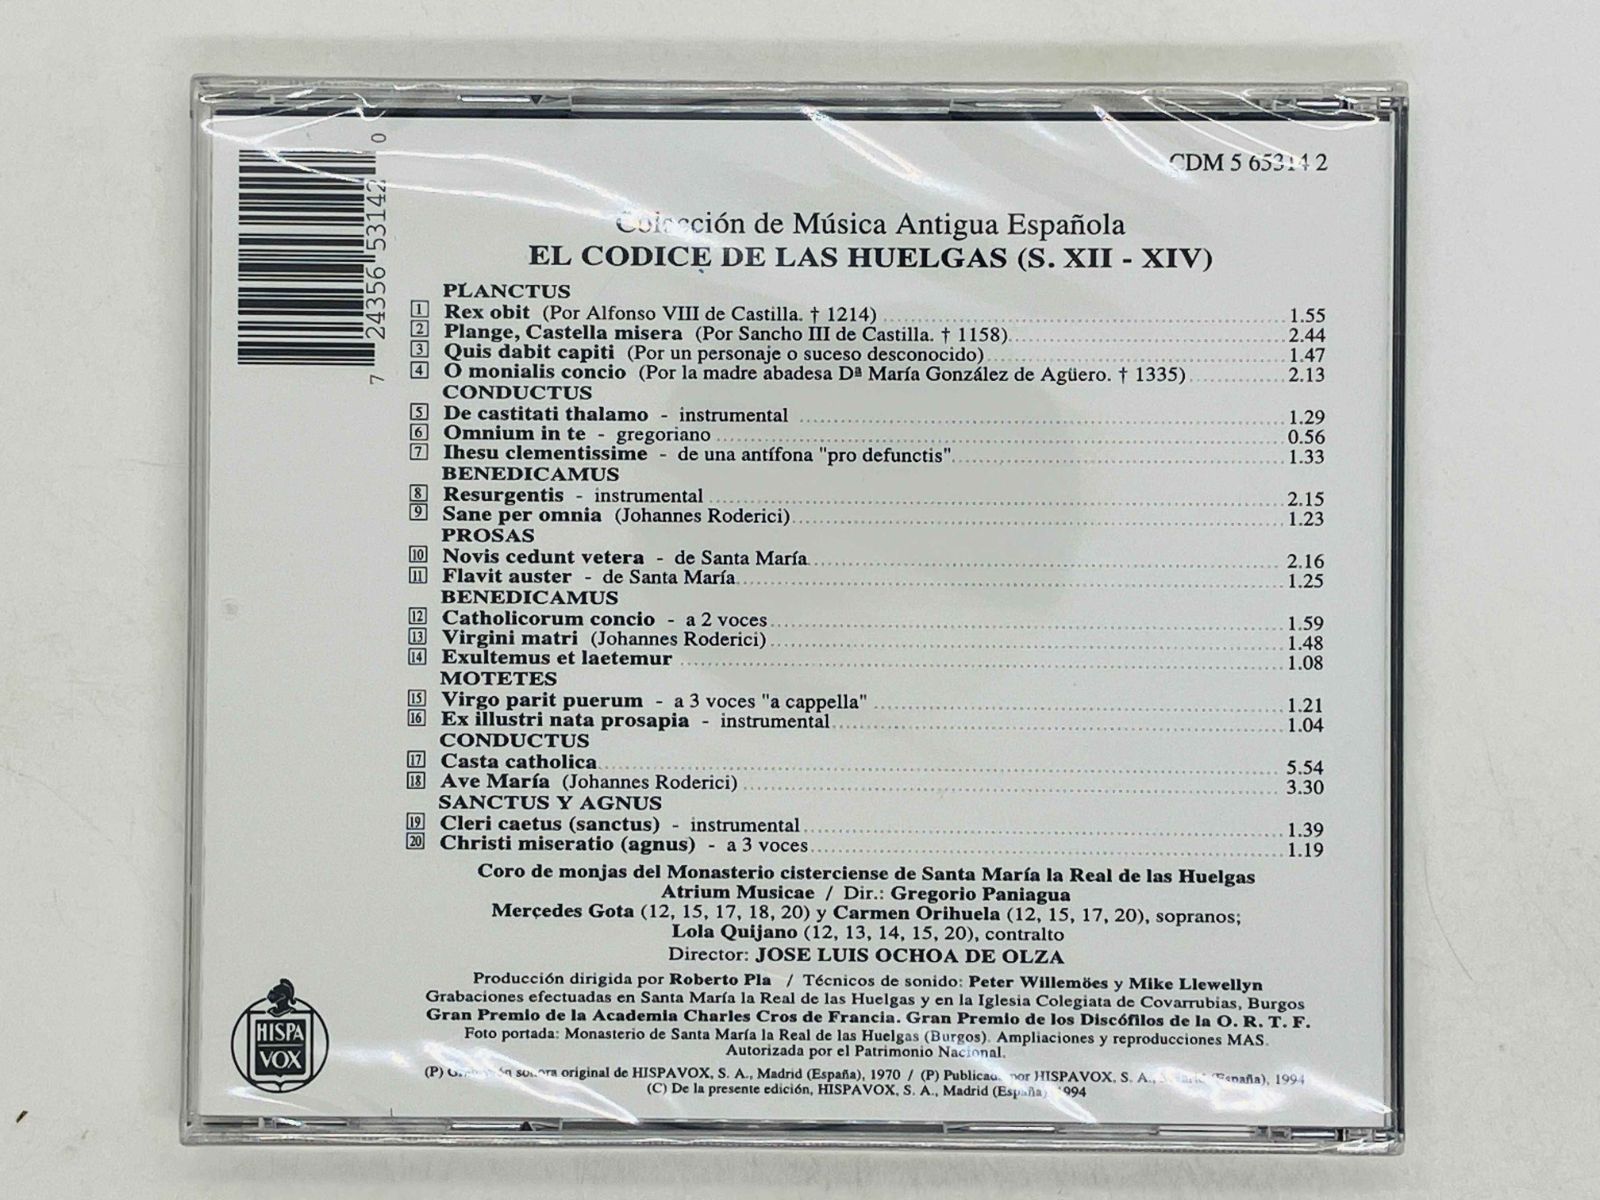 CDM 5 65314 2
Colección de Música Antigua Española
EL CODICE DE LAS HUELGAS (S. XII - XIV)
PLANCTUS
1 Rex obit (Por Alfonso VIII de Castilla. † 1214) 1.55
2 Plange, Castella misera (Por Sancho III de Castilla. † 1158) 2.44
3 Quis dabit capiti (Por un personaje o suceso desconocido) 1.47
4 O monialis concio (Por la madre abadesa Dª María González de Agüero. † 1335) 2.13
CONDUCTUS
5 De castitati thalamo - instrumental 1.29
6 Omnium in te - gregoriano 0.56
7 Ihesu clementissime - de una antífona "pro defunctis" 1.33
BENEDICAMUS
8 Resurgentis - instrumental 2.15
9 Sane per omnia (Johannes Roderici) 1.23
PROSAS
10 Novis cedunt vetera - de Santa María 2.16
11 Flavit auster - de Santa María 1.25
BENEDICAMUS
12 Catholicorum concio - a 2 voces 1.59
13 Virgini matri (Johannes Roderici) 1.48
14 Exultemus et laetemur 1.08
MOTETES
15 Virgo parit puerum - a 3 voces "a cappella" 1.21
16 Ex illustri nata prosapia - instrumental 1.04
CONDUCTUS
17 Casta catholica 5.54
18 Ave María (Johannes Roderici) 3.30
SANCTUS Y AGNUS
19 Cleri caetus (sanctus) - instrumental 1.39
20 Christi miseratio (agnus) - a 3 voces 1.19
Coro de monjas del Monasterio cisterciense de Santa María la Real de las Huelgas
Atrium Musicae / Dir.: Gregorio Paniagua
Mercedes Gota (12, 15, 17, 18, 20) y Carmen Orihuela (12, 15, 17, 20), sopranos;
Lola Quijano (12, 13, 14, 15, 20), contralto
Director: JOSE LUIS OCHOA DE OLZA
Producción dirigida por Roberto Pla / Técnicos de sonido: Peter Willemöes y Mike Llewellyn
Grabaciones efectuadas en Santa María la Real de las Huelgas y en la Iglesia Colegiata de Covarrubias, Burgos
Gran Premio de la Academia Charles Cros de Francia. Gran Premio de los Discófilos de la O. R. T. F.
Foto portada: Monasterio de Santa María la Real de las Huelgas (Burgos). Ampliaciones y reproducciones MAS.
Autorizada por el Patrimonio Nacional.
(P) Grabación sonora original de HISPAVOX, S. A., Madrid (España), 1970 / (P) Publicada por HISPAVOX, S. A., Madrid (España), 1994
(C) De la presente edición, HISPAVOX, S. A., Madrid (España), 1994
HISPA
VOX
7 24356 53142 0